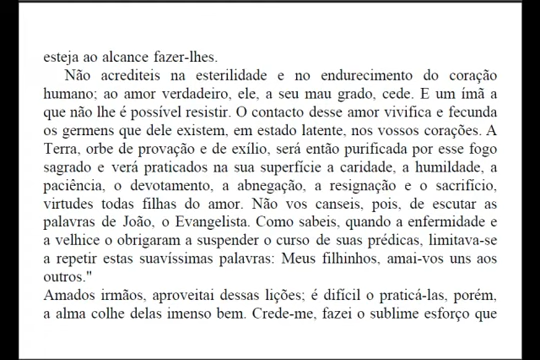 esteja ao alcance fazer-lhes.
Não acrediteis na esterilidade e no endurecimento do coração
humano; ao amor verdadeiro, ele, a seu mau grado, cede. E um ímã a
que não lhe é possível resistir. O contacto desse amor vivifica e fecunda
os germens que dele existem, em estado latente, nos vossos corações. A
Terra, orbe de provação e de exílio, será então purificada por esse fogo
sagrado e verá praticados na sua superfície a caridade, a humildade, a
paciência, o devotamento, a abnegação, a resignação e o sacrifício,
virtudes todas filhas do amor. Não vos canseis, pois, de escutar as
palavras de João, o Evangelista. Como sabeis, quando a enfermidade e
a velhice o obrigaram a suspender o curso de suas prédicas, limitava-se
a repetir estas suavíssimas palavras: Meus filhinhos, amai-vos uns aos
outros."
Amados irmãos, aproveitai dessas lições; é difícil o praticá-las, porém,
a alma colhe delas imenso bem. Crede-me, fazei o sublime esforço que